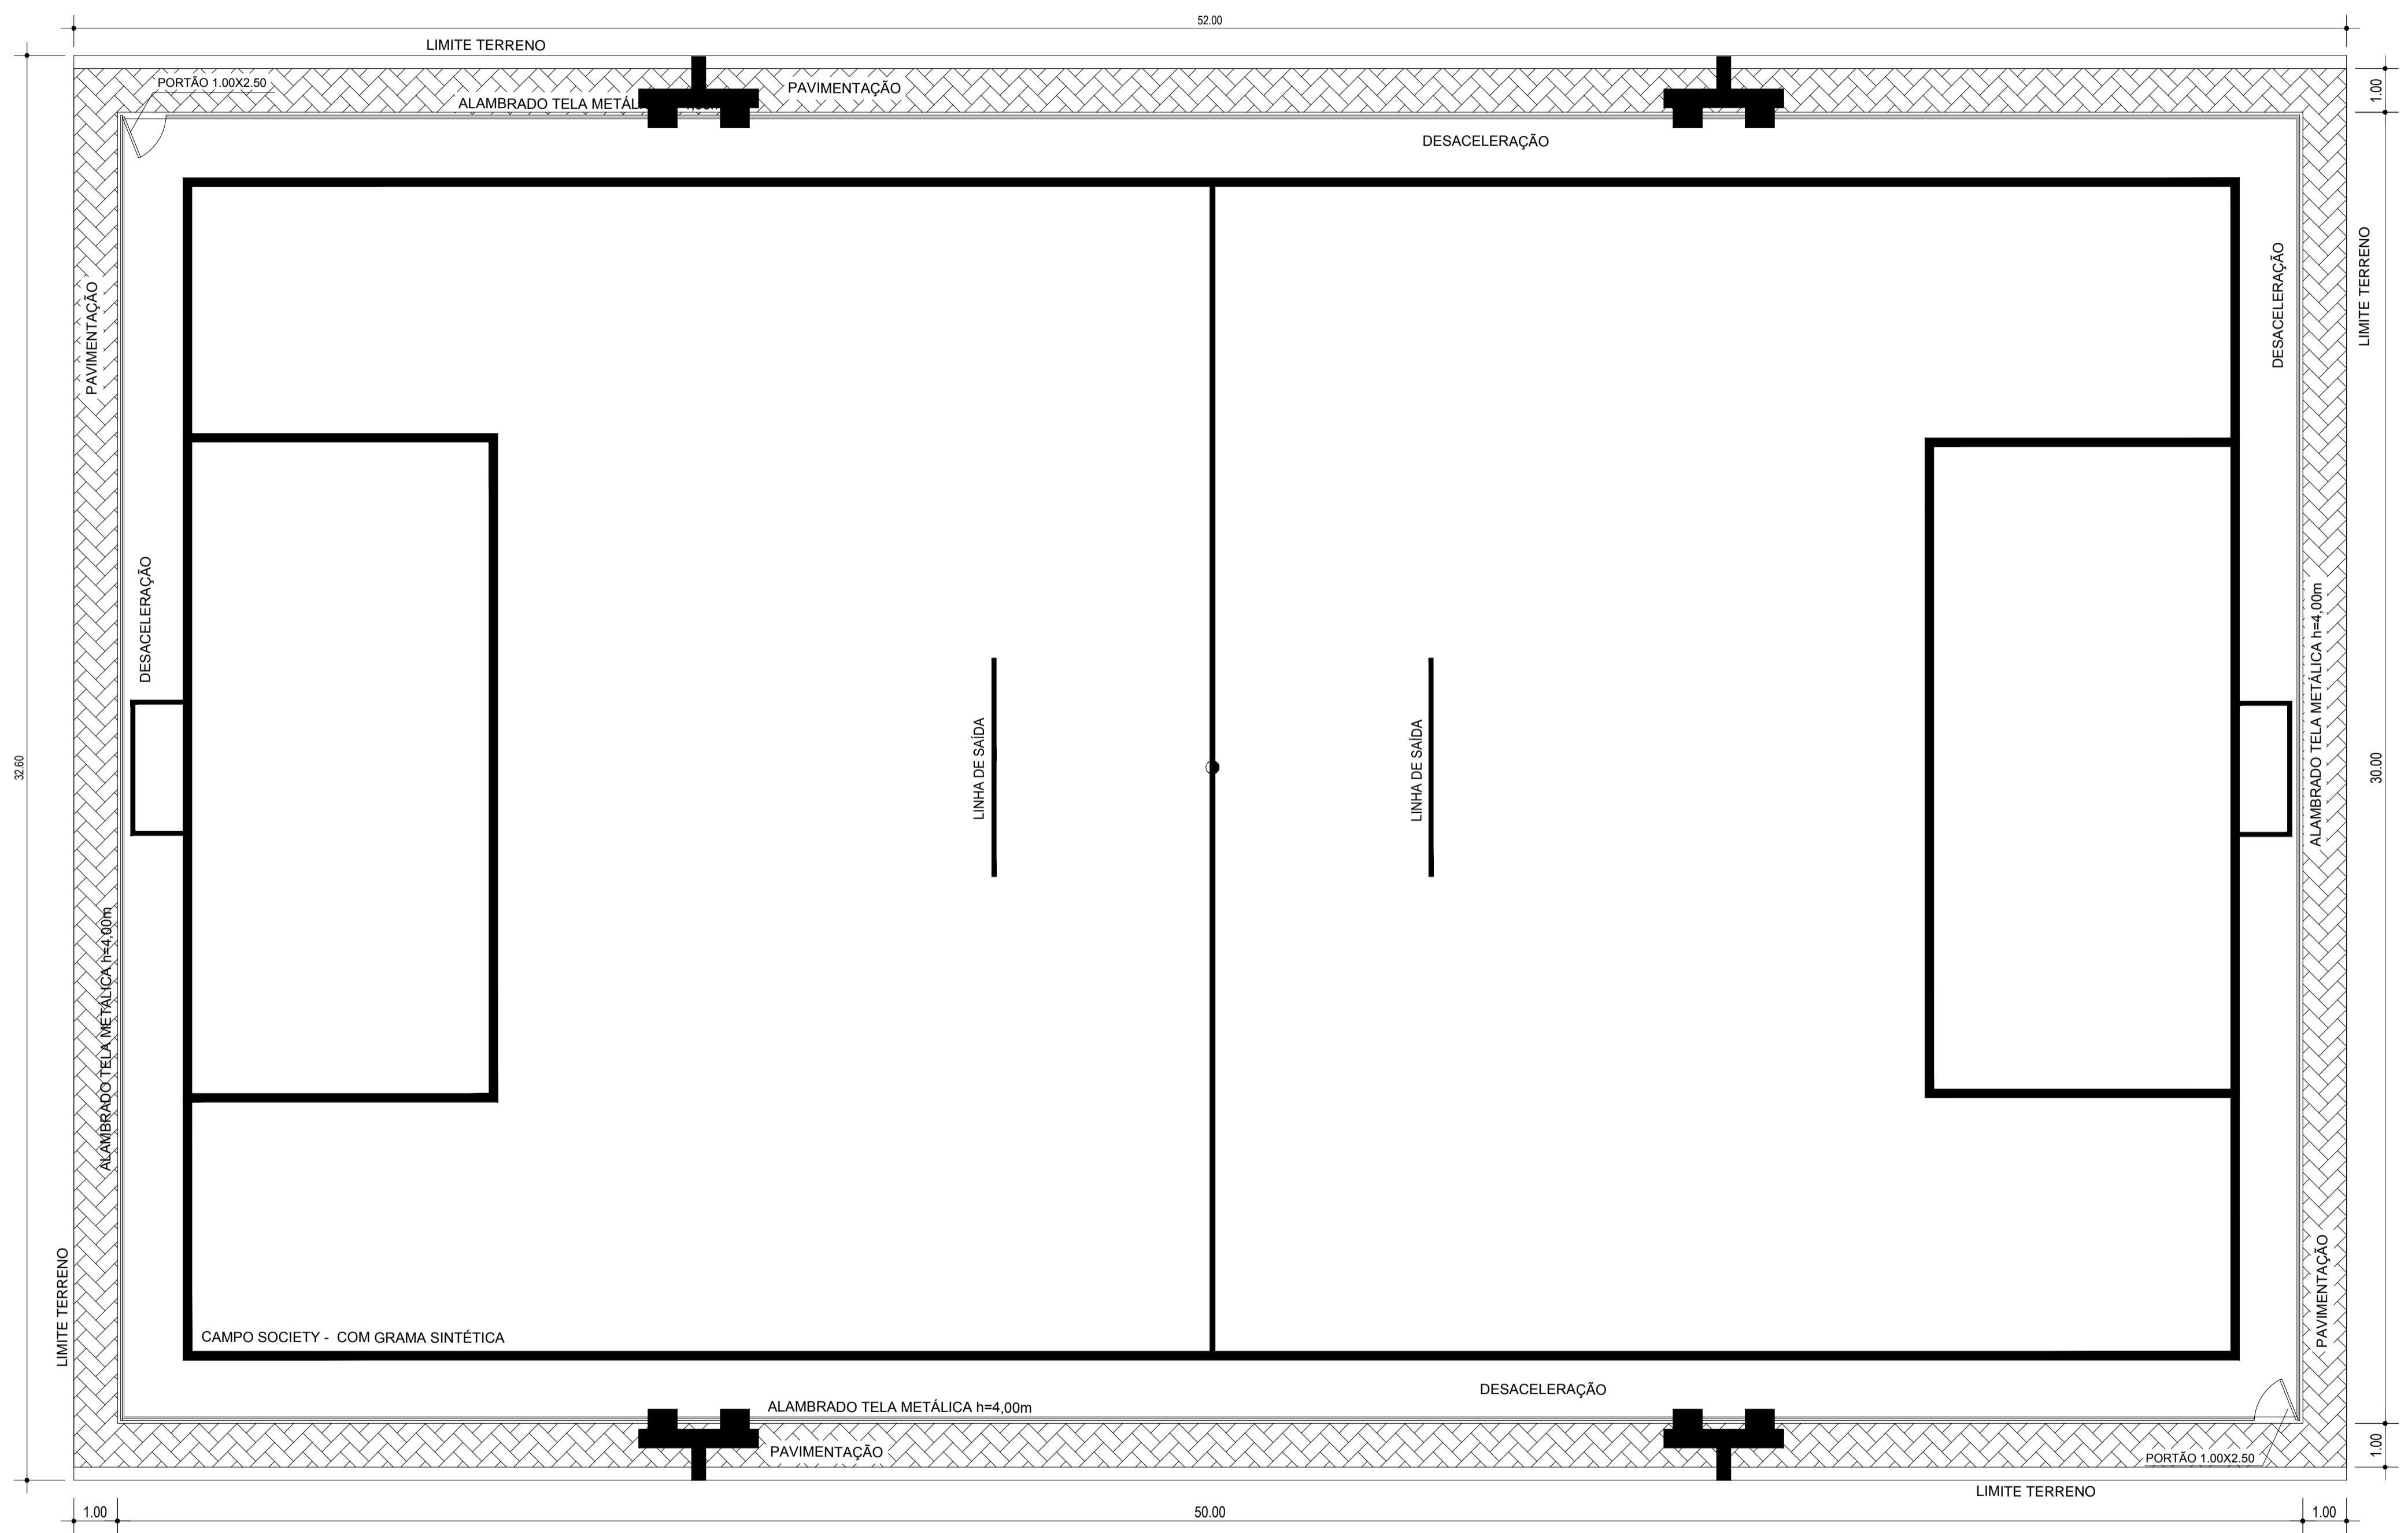 52.00
LIMITE TERRENO
PORTÃO 1.00X2.50
PAVIMENTAÇÃO
ALAMBRADO TELA
1.00
DESACELERAÇÃO
LIMITE TERRENO
DESACELERAÇÃO
PAVIMENTAÇÃO
DESACELERAÇÃO
ALAMBRADO TELA METÁLICA h=4,00m
LINHA DE SAÍDA
LINHA DE SAÍDA
32.60
30.00
ALAMBRADO TELA METÁLICA h=4,00m
LIMITE TERRENO
PAVIMENTAÇÃO
CAMPO SOCIETY - COM GRAMA SINTÉTICA
DESACELERAÇÃO
ALAMBRADO TELA METÁLICA h=4,00m
PAVIMENTAÇÃO
1.00
PORTÃO 1.00X2.50
LIMITE TERRENO
1.00
50.00
1.00